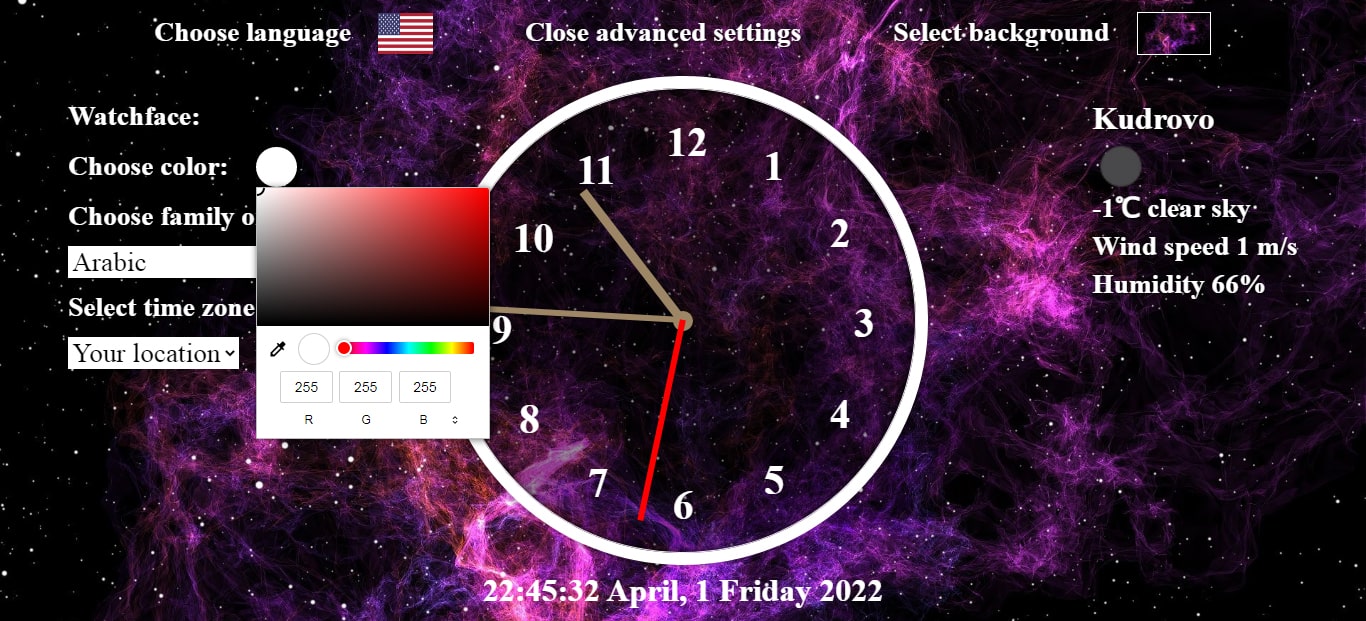 Choose language
Close advanced settings
Select background
Watchface:
Choose color:
Choose family o
Arabic
Select time zone
Your location
255 255 255
R G B
12
1
2
3
4
5
6
7
8
9
10
11
Kudrovo
-1℃ clear sky
Wind speed 1 m/s
Humidity 66%
22:45:32 April, 1 Friday 2022